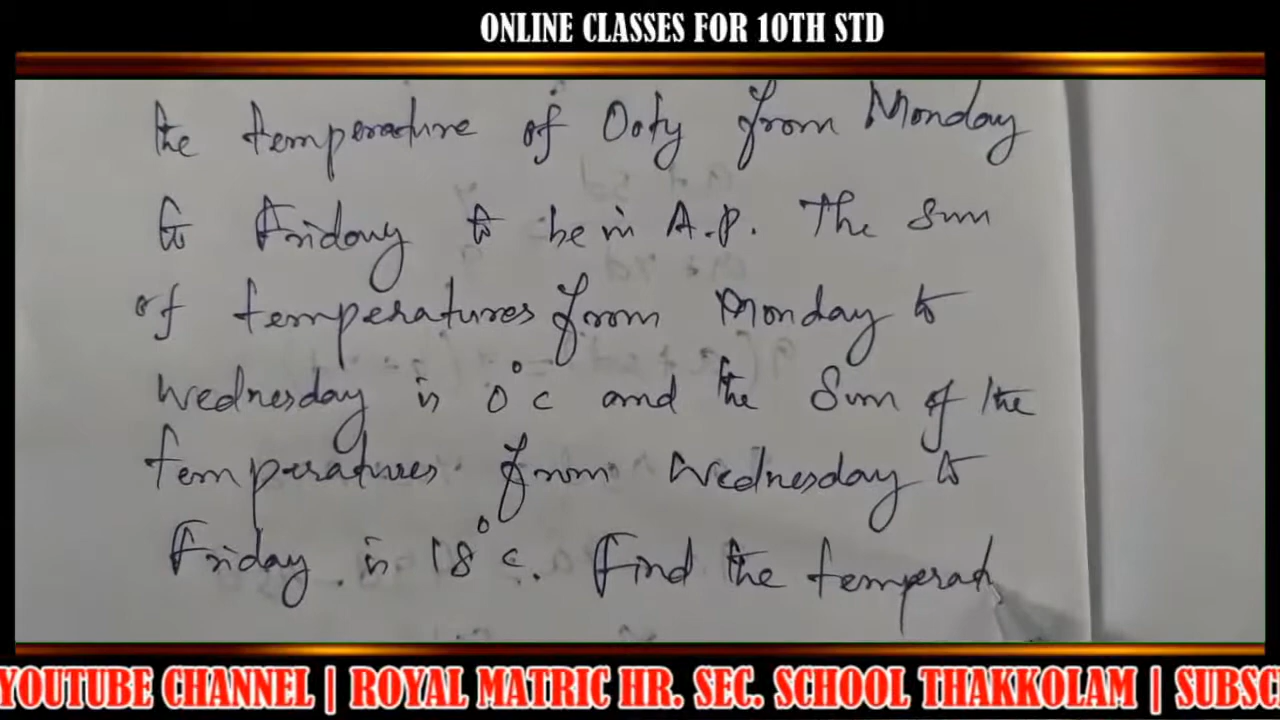 ONLINE CLASSES FOR 10TH STD
the temperature of Ooty from Monday
to Friday to be in A.P. The sum
of temperatures from Monday to
Wednesday is 0°C and the Sum of the
temperatures from Wednesday to
Friday. is 18°C. Find the temperat
YOUTUBE CHANNEL | ROYAL MATRIC HR. SEC. SCHOOL THAKKOLAM | SUBSC